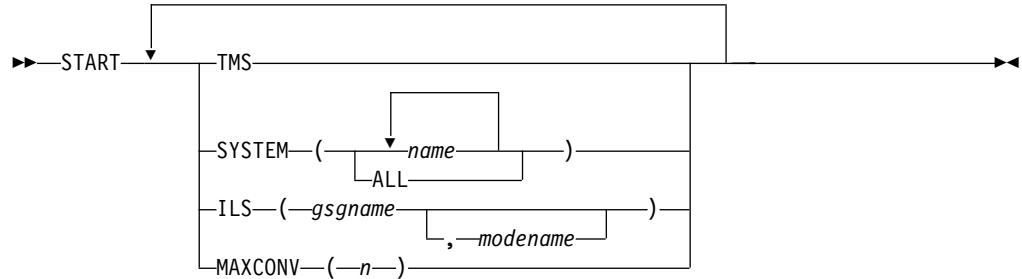 START TMS
SYSTEM ( name )
ALL
ILS ( gsgname )
, modename
MAXCONV ( n )